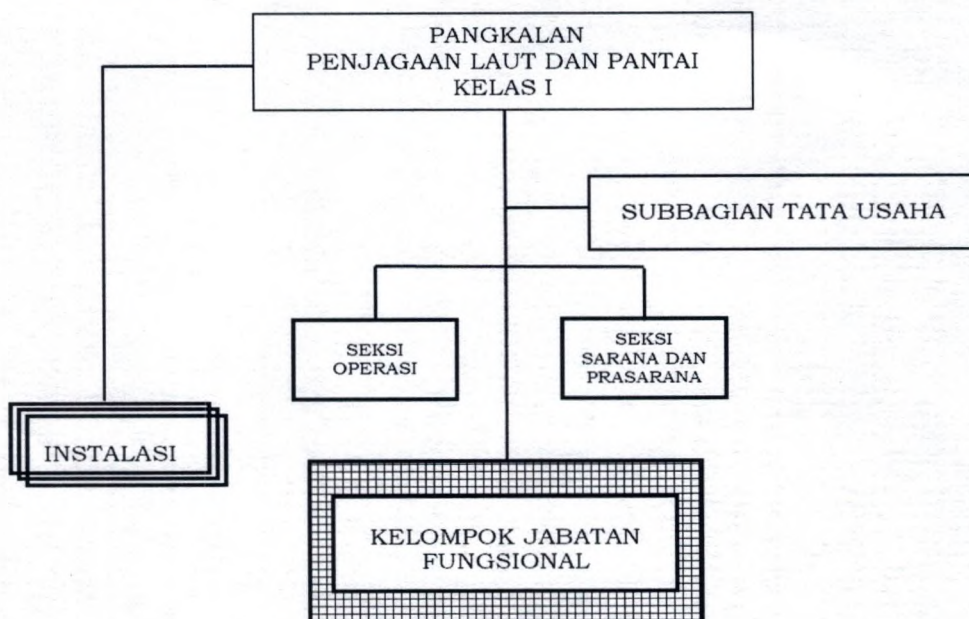 PANGKALAN
PENJAGAAN LAUT DAN PANTAI
KELAS I
SUBBAGIAN TATA USAHA
SEKSI
OPERASI
SEKSI
SARANA DAN
PRASARANA
INSTALASI
KELOMPOK JABATAN
FUNGSIONAL